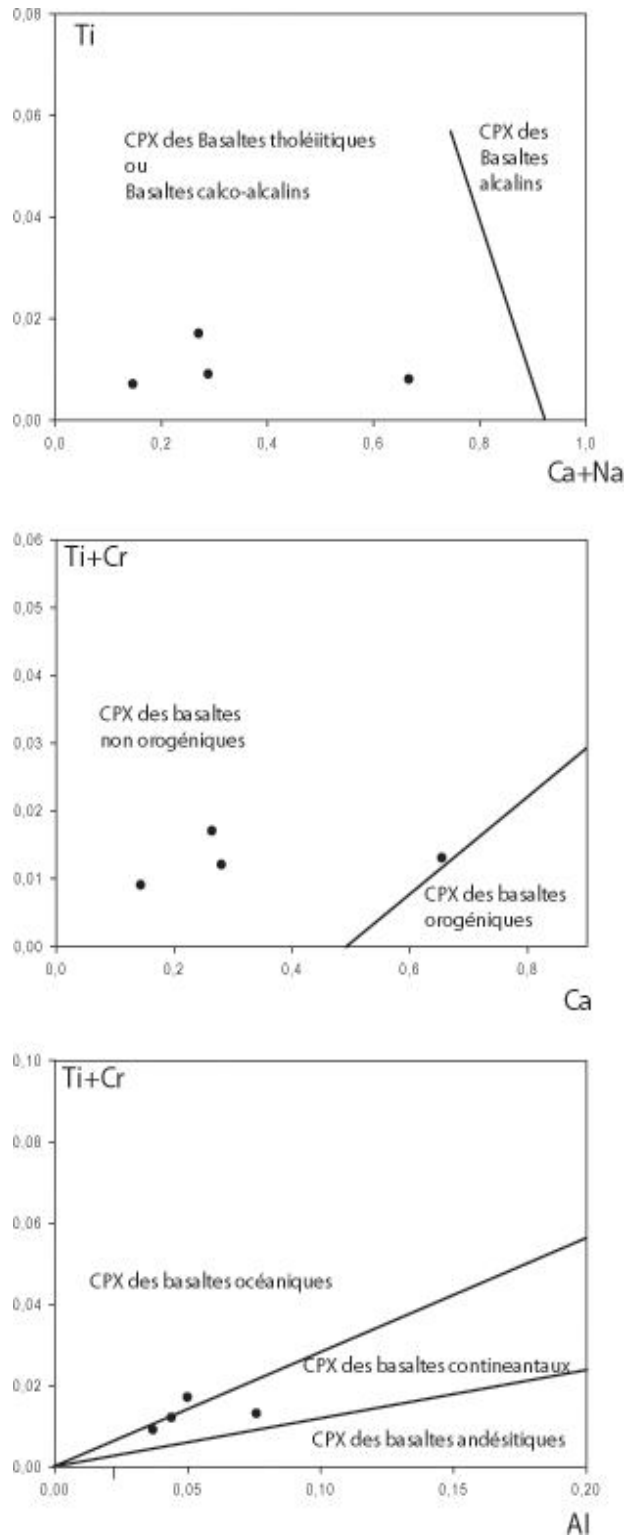 0,08
Ti
0,06
CPX des Basaltes tholéiitiques
ou
Basaltes calco-alcalins
CPX des
Basaltes
alcalins
0,04
0,02
0,00
0,0 0,2 0,4 0,6 0,8 1,0
Ca+Na
0,06
Ti+Cr
0,05
0,04
CPX des basaltes
non orogéniques
0,03
0,02
0,01
CPX des basaltes
orogéniques
0,00
0,0 0,2 0,4 0,6 0,8
Ca
0,10
Ti+Cr
0,08
0,06
CPX des basaltes océaniques
0,04
CPX des basaltes contineantaux
0,02
CPX des basaltes andésitiques
0,00
0.00 0,05 0,10 0,15 0,20
Al